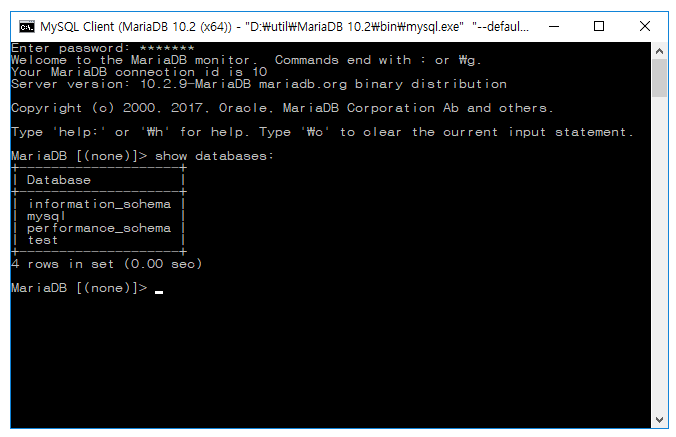 MySQL Client (MariaDB 10.2 (x64)) - "D:₩util₩MariaDB 10.2₩bin₩mysql.exe" "--defaul...
Enter password: *******
Welcome to the MariaDB monitor.  Commands end with ; or ₩g.
Your MariaDB connection id is 10
Server version: 10.2.9-MariaDB mariadb.org binary distribution
Copyright (c) 2000, 2017, Oracle, MariaDB Corporation Ab and others.
Type 'help;' or '₩h' for help. Type '₩c' to clear the current input statement.
MariaDB [(none)]> show databases;
+--------------------+
| Database           |
+--------------------+
| information_schema |
| mysql              |
| performance_schema |
| test               |
+--------------------+
4 rows in set (0.00 sec)
MariaDB [(none)]>